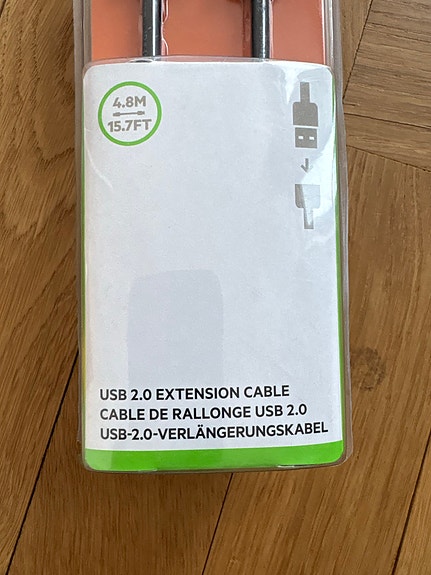 4.8M
15.7FT
USB 2.0 EXTENSION CABLE
CABLE DE RALLONGE USB 2.0
USB-2.0-VERLÄNGERUNGSKABEL